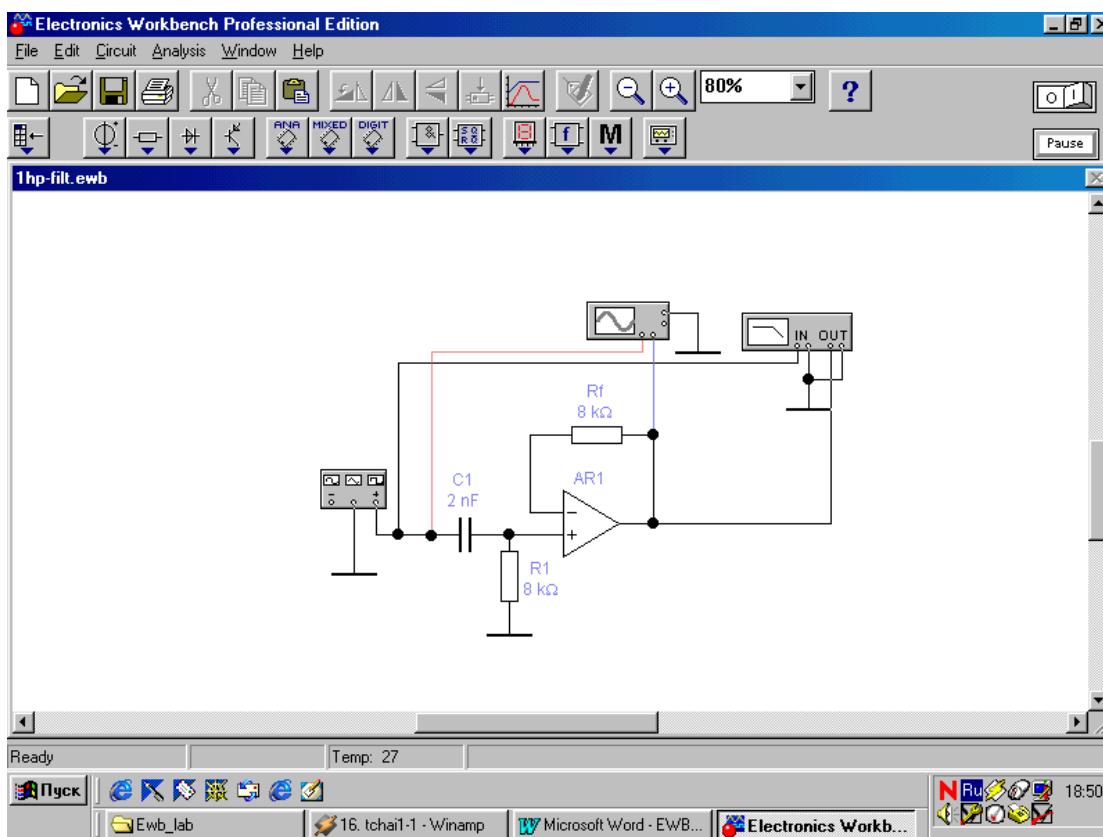 Electronics Workbench Professional Edition
File Edit Circuit Analysis Window Help
80% ?
ANA MIXED DIGIT & f M
Pause
1hp-filt.ewb
IN OUT
Rf
8 kΩ
C1
2 nF
AR1
R1
8 kΩ
Ready Temp: 27
Пуск Ru 18:50
Ewb_lab 16. tchai1-1 - Winamp Microsoft Word - EWB... Electronics Workb...